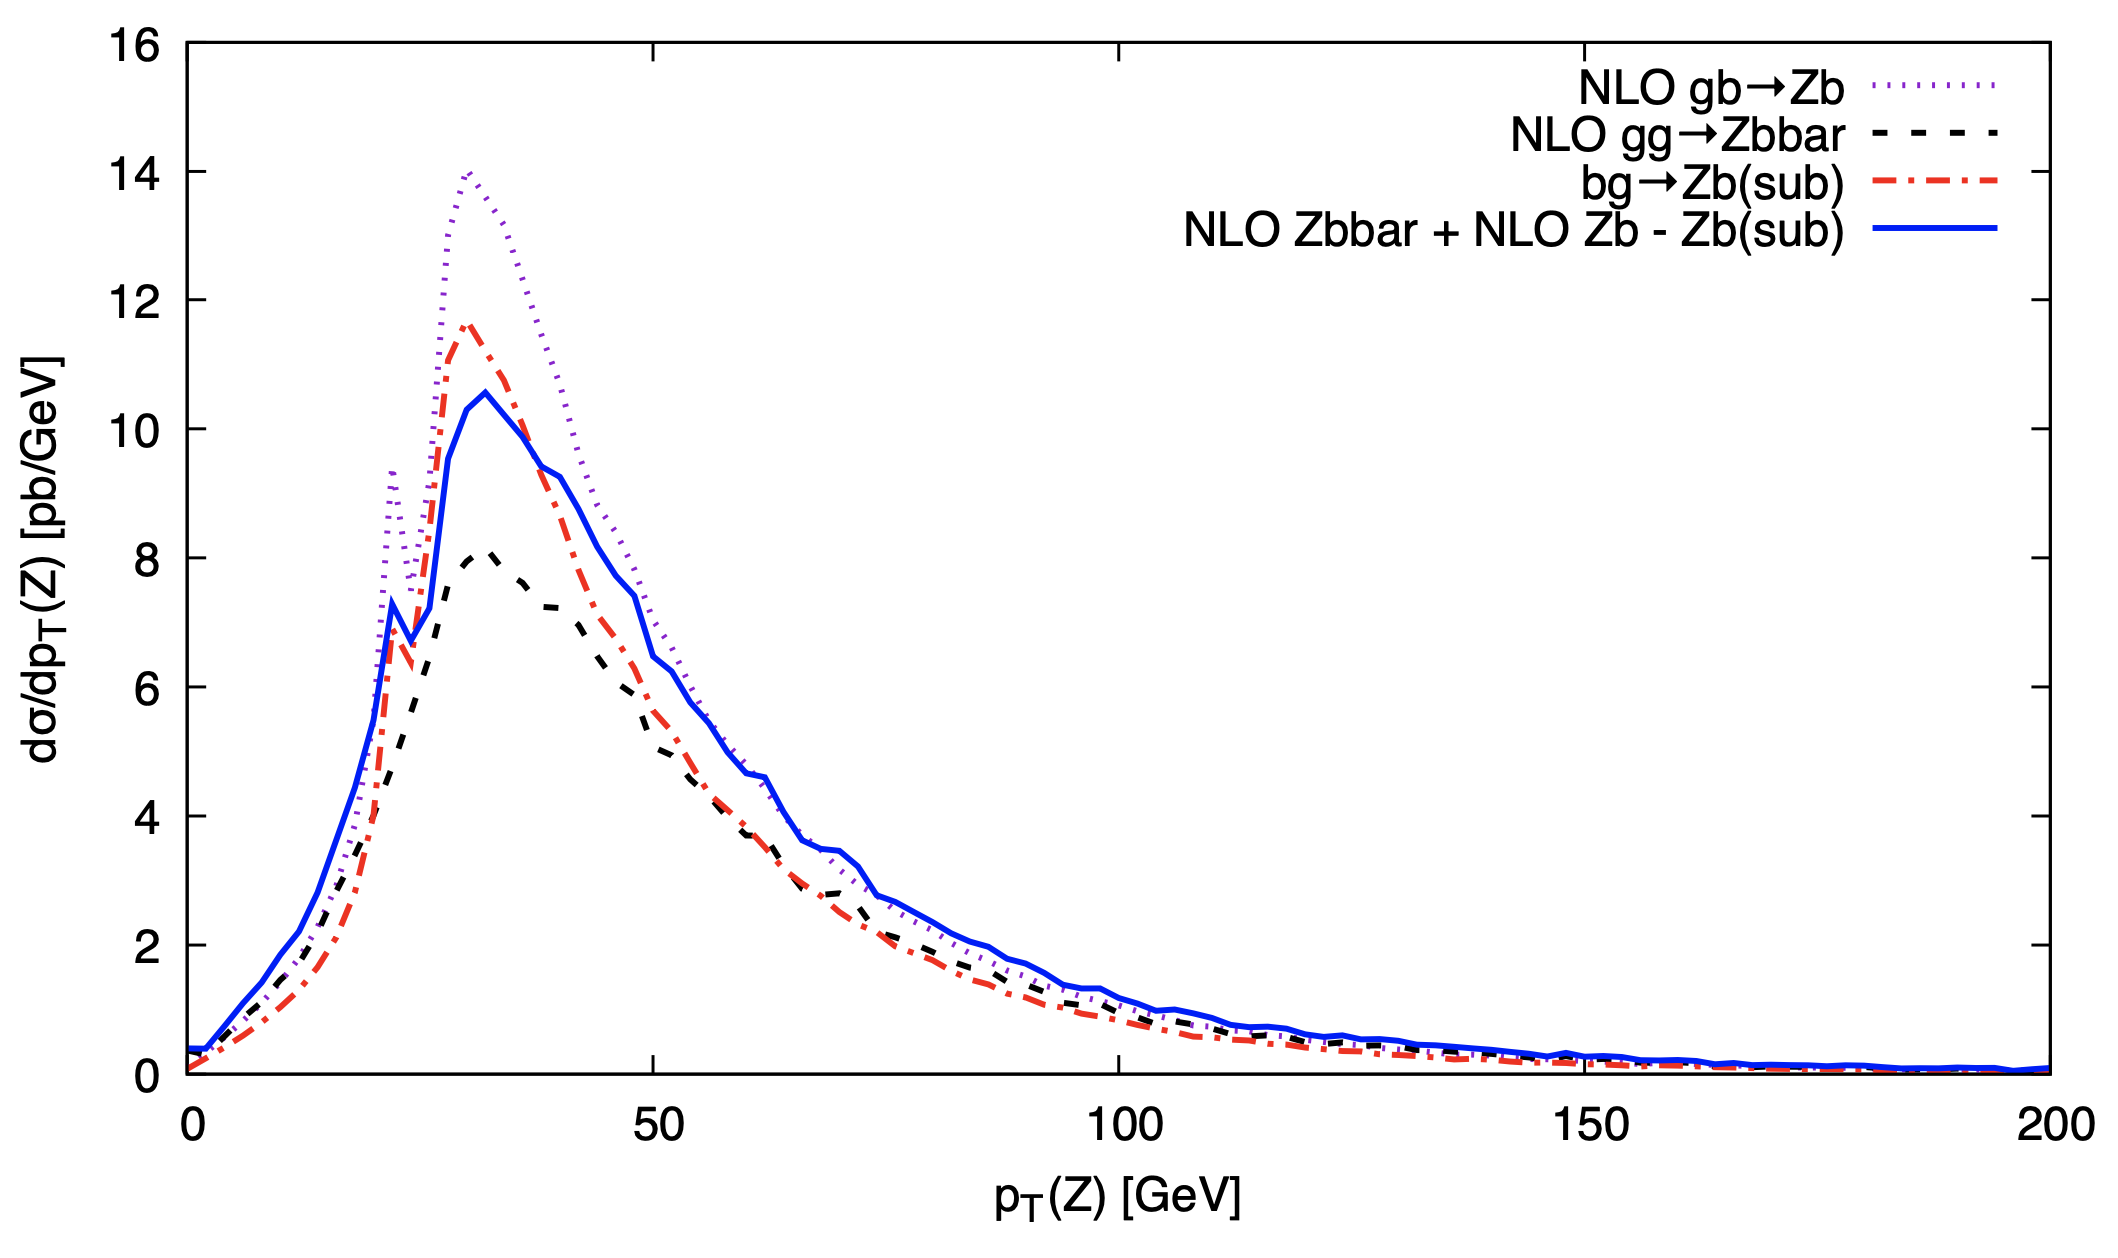 16
14
12
10
8
6
4
2
0
dσ/dpT(Z) [pb/GeV]
NLO gb→Zb
NLO gg→Zbbar
bg→Zb(sub)
NLO Zbbar + NLO Zb - Zb(sub)
0 50 100 150 200
pT(Z) [GeV]